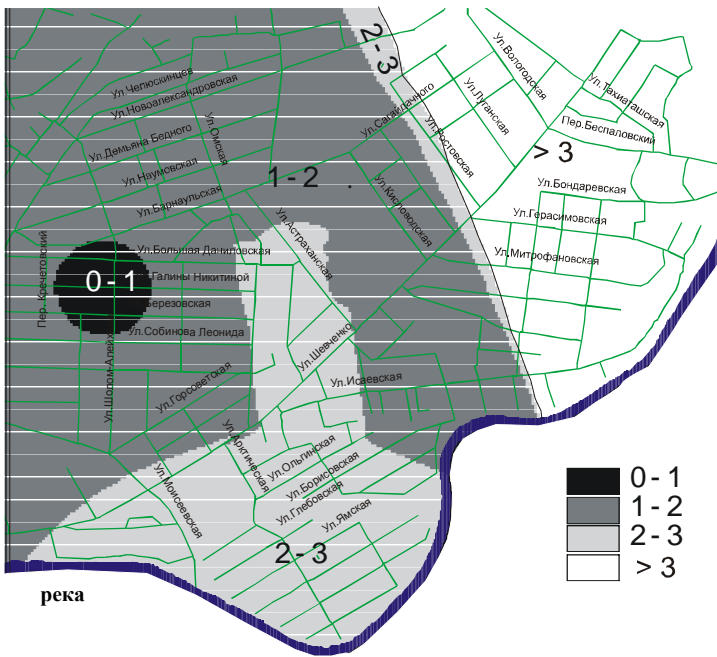 2 - 3
Ул.Вологодская
Ул.Челюскинцев
Ул.Новоалександровская
Ул.Сагайдачного
Ул.Луганская
Ул.Тахиаташская
Ул.Омская
Ул.Ростовская
Пер.Беспаловский
Ул.Демьяна Бедного
> 3
Ул.Наумовская
1 - 2
Ул.Кисловодская
Ул.Бондаревская
Ул.Барнаульская
Ул.Герасимовская
Ул.Астраханская
Пер. Кречетовский
Ул.Большая Даниловская
Ул.Митрофановская
0 - 1
Галины Никитиной
Березовская
Ул.Собинова Леонида
Ул.Шевченко
Ул.Шолом-Алейх
Ул.Горсоветская
Ул.Исаевская
Ул.Арктическая
Ул.Ольгинская
Ул.Борисовская
Ул.Моисеевская
Ул.Глебовская
Ул.Ямская
2 - 3
0 - 1
1 - 2
2 - 3
> 3
река